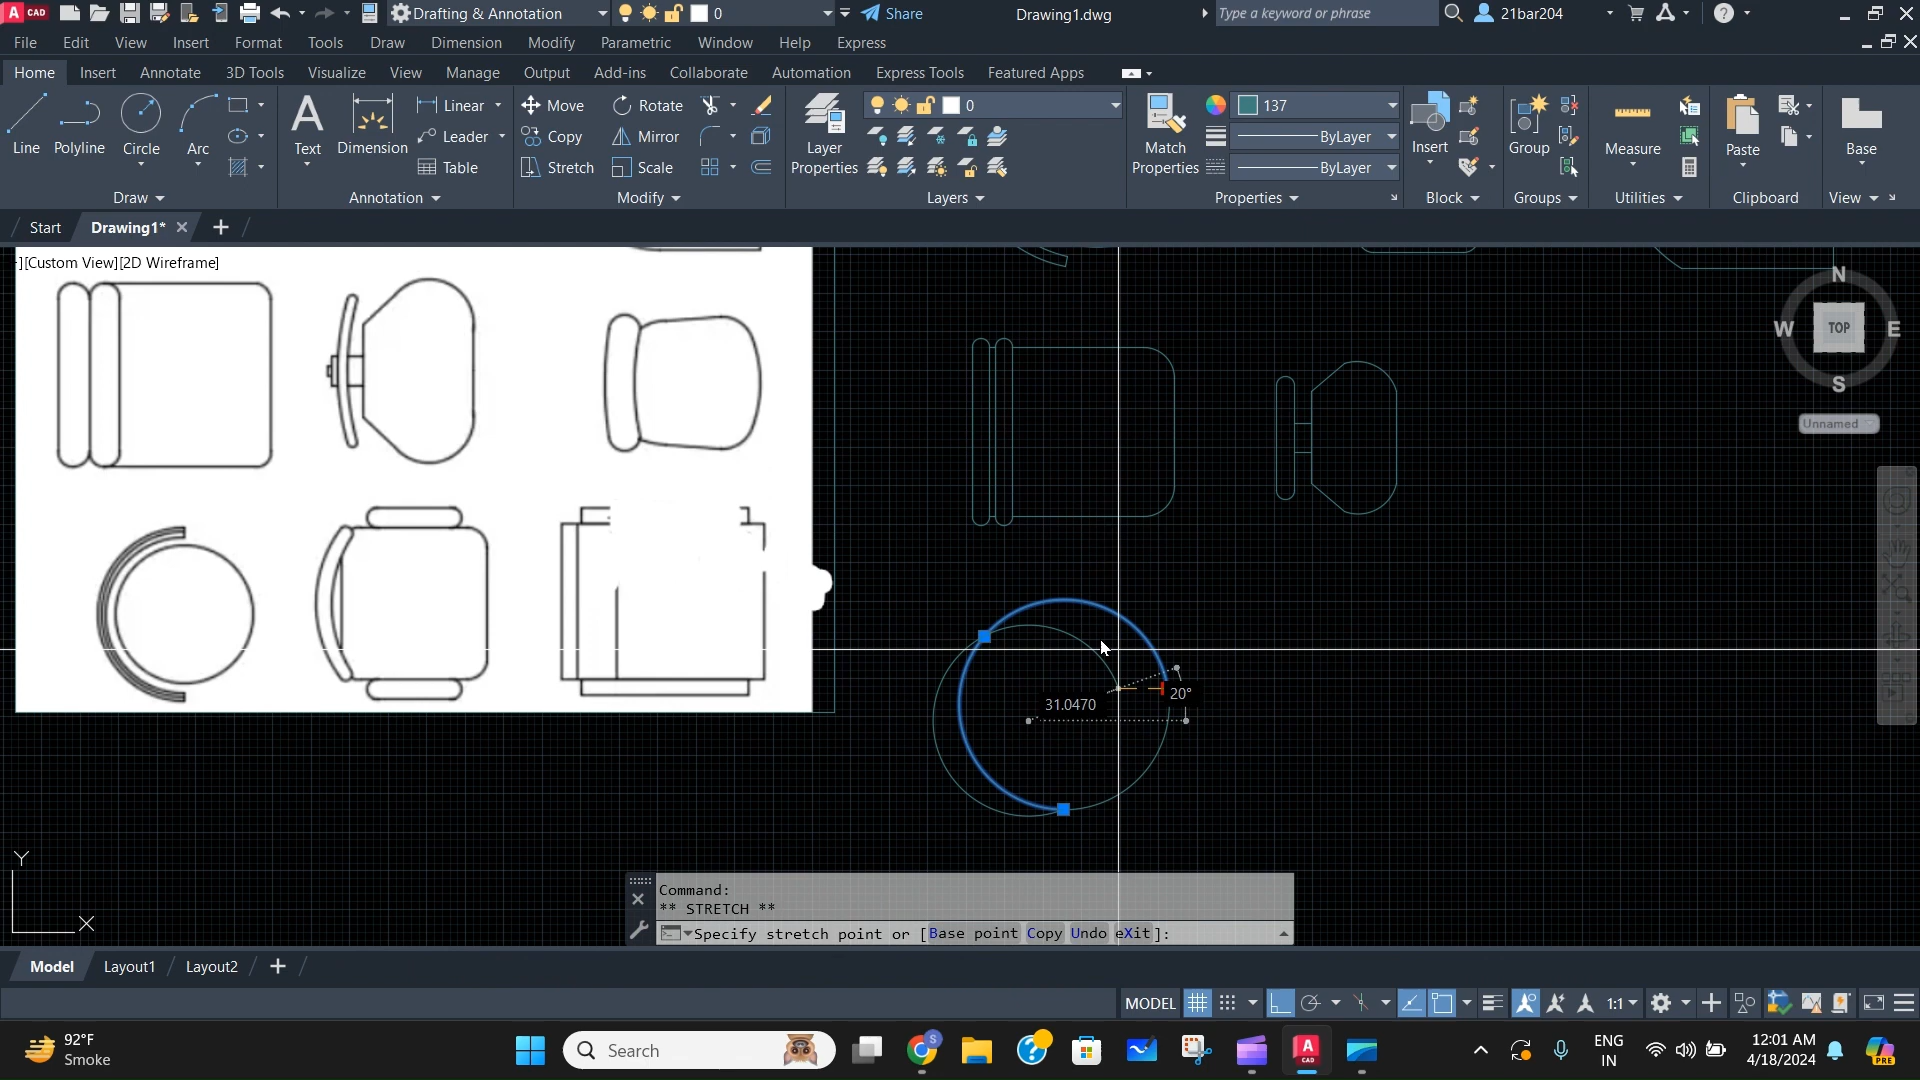 CAD Drafting & Annotation 0 Share Drawing1.dwg Type a keyword or phrase 21bar204
File Edit View Insert Format Tools Draw Dimension Modify Parametric Window Help Express
Home Insert Annotate 3D Tools Visualize View Manage Output Add-ins Collaborate Automation Express Tools Featured Apps
Line Polyline Circle Arc Text Dimension Linear Leader Table Move Rotate Copy Mirror Stretch Scale Layer Properties 0 Match Properties 137 ByLayer ByLayer Insert Group Measure Paste Base
Draw Annotation Modify Layers Properties Block Groups Utilities Clipboard View
Start Drawing1* +
-][Custom View][2D Wireframe]
N
W TOP E
S
Unnamed
20°
31.0470
Y
X
Command:
** STRETCH **
Specify stretch point or [Base point Copy Undo eXit]:
Model Layout1 Layout2 +
MODEL 1:1
92°F
Smoke
Search
ENG
IN
12:01 AM
4/18/2024
PRE